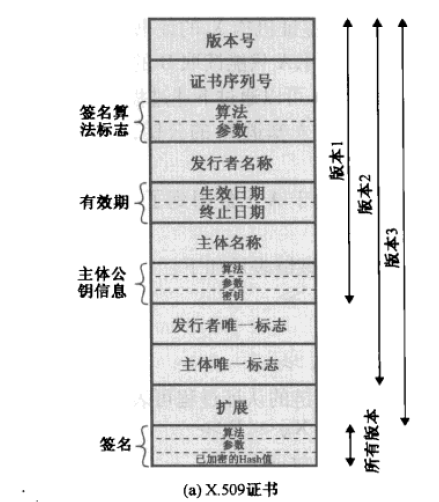 版本号
证书序列号
签名算
法标志
算法
参数
发行者名称
有效期
生效日期
终止日期
主体名称
主体公
钥信息
算法
参数
密钥
发行者唯一标志
主体唯一标志
扩展
签名
算法
参数
已加密的Hash值
版本1
版本2
版本3
所有版本
(a) X.509证书